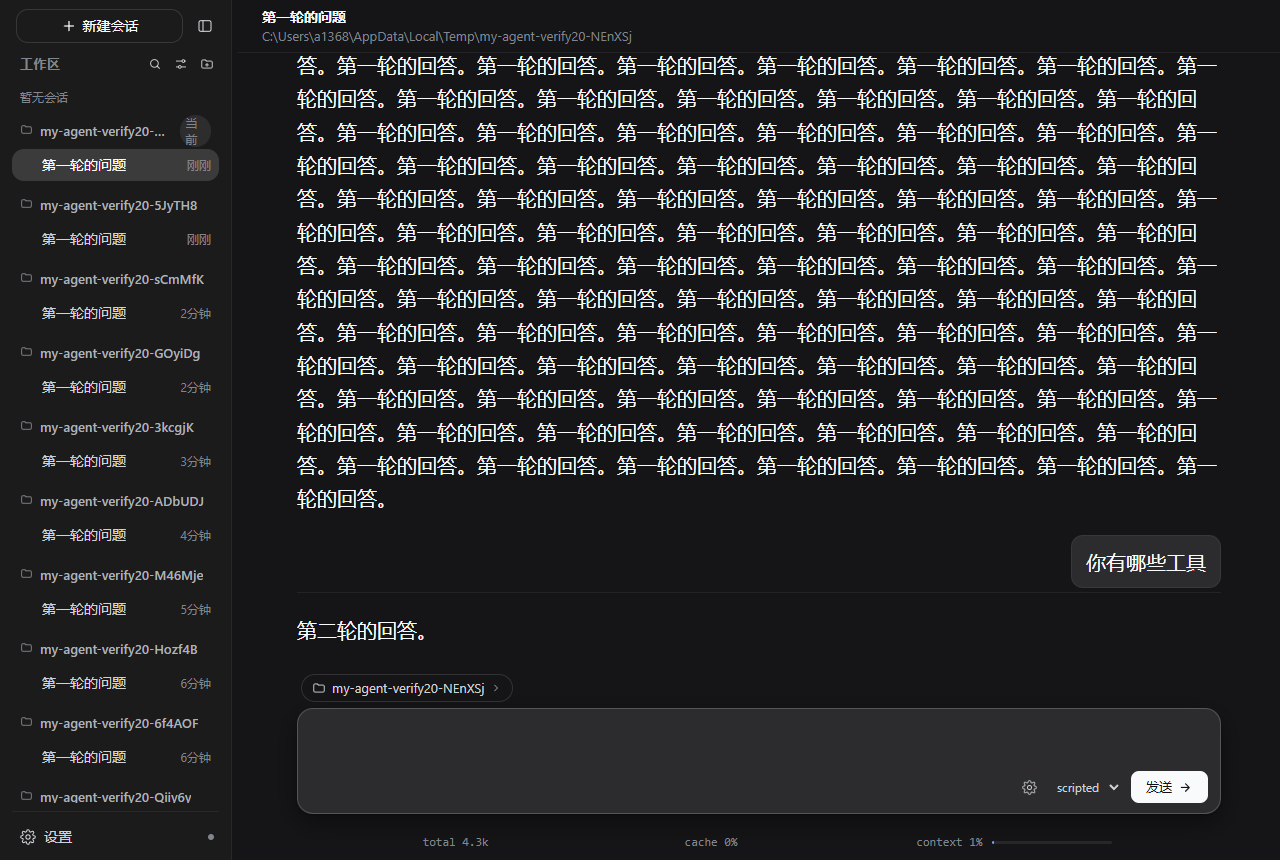 新建会话
工作区
暂无会话
my-agent-verify20-...
当前
第一轮的问题 刚刚
my-agent-verify20-5JyTH8
第一轮的问题 刚刚
my-agent-verify20-sCmMfK
第一轮的问题 2分钟
my-agent-verify20-GOyiDg
第一轮的问题 2分钟
my-agent-verify20-3kcgjK
第一轮的问题 3分钟
my-agent-verify20-ADbUDJ
第一轮的问题 4分钟
my-agent-verify20-M46Mje
第一轮的问题 5分钟
my-agent-verify20-Hozf4B
第一轮的问题 6分钟
my-agent-verify20-6f4AOF
第一轮的问题 6分钟
my-agent-verify20-Qiiy6y
设置
第一轮的问题
C:\Users\a1368\AppData\Local\Temp\my-agent-verify20-NEnXSj
答。第一轮的回答。第一轮的回答。第一轮的回答。第一轮的回答。第一轮的回答。第一轮的回答。第一
轮的回答。第一轮的回答。第一轮的回答。第一轮的回答。第一轮的回答。第一轮的回答。第一轮的回
答。第一轮的回答。第一轮的回答。第一轮的回答。第一轮的回答。第一轮的回答。第一轮的回答。第一
轮的回答。第一轮的回答。第一轮的回答。第一轮的回答。第一轮的回答。第一轮的回答。第一轮的回
答。第一轮的回答。第一轮的回答。第一轮的回答。第一轮的回答。第一轮的回答。第一轮的回答。第一
轮的回答。第一轮的回答。第一轮的回答。第一轮的回答。第一轮的回答。第一轮的回答。第一轮的回
答。第一轮的回答。第一轮的回答。第一轮的回答。第一轮的回答。第一轮的回答。第一轮的回答。第一
轮的回答。第一轮的回答。第一轮的回答。第一轮的回答。第一轮的回答。第一轮的回答。第一轮的回
答。第一轮的回答。第一轮的回答。第一轮的回答。第一轮的回答。第一轮的回答。第一轮的回答。第一
轮的回答。第一轮的回答。第一轮的回答。第一轮的回答。第一轮的回答。第一轮的回答。第一轮的回
答。第一轮的回答。第一轮的回答。第一轮的回答。第一轮的回答。第一轮的回答。第一轮的回答。第一
轮的回答。第一轮的回答。第一轮的回答。第一轮的回答。第一轮的回答。第一轮的回答。第一轮的回
答。第一轮的回答。第一轮的回答。第一轮的回答。第一轮的回答。第一轮的回答。第一轮的回答。第一
轮的回答。
你有哪些工具
第二轮的回答。
my-agent-verify20-NEnXSj
scripted
发送 →
total 4.3k cache 0% context 1%